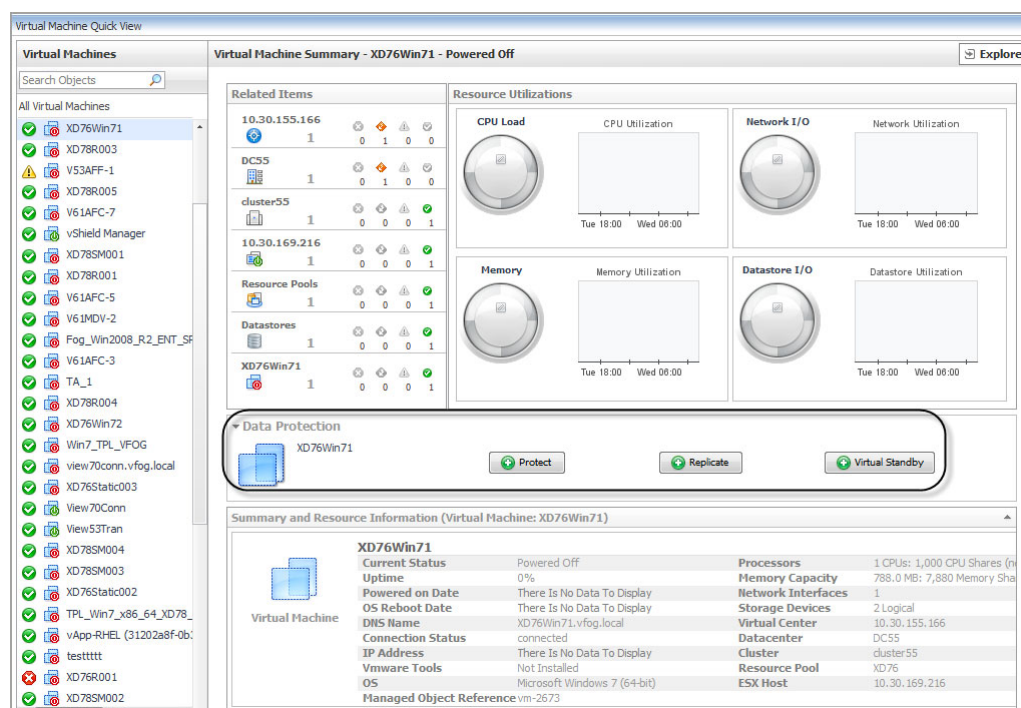 Virtual Machine Quick View
Virtual Machines
Search Objects
All Virtual Machines
XD76Win71
XD78R003
V53AFF-1
XD78R005
V61AFC-7
vShield Manager
XD78SM001
XD78R001
V61AFC-5
V61MDV-2
Fog_Win2008_R2_ENT_SF
V61AFC-3
TA_1
XD78R004
XD76Win72
Win7_TPL_VFOG
view70conn.vfog.local
XD76Static003
View70Conn
View53Tran
XD78SM004
XD78SM003
XD76Static002
TPL_Win7_x86_64_XD78_
vApp-RHEL (31202a8f-0b
testtttt
XD76R001
XD78SM002
Virtual Machine Summary - XD76Win71 - Powered Off
Explore
Related Items
10.30.155.166
1 0 1 0 0
DC55
1 0 1 0 0
cluster55
1 0 0 0 1
10.30.169.216
1 0 0 0 1
Resource Pools
1 0 0 0 1
Datastores
1 0 0 0 1
XD76Win71
1 0 0 0 1
Resource Utilizations
CPU Load
CPU Utilization
Tue 18:00 Wed 06:00
Network I/O
Network Utilization
Tue 18:00 Wed 06:00
Memory
Memory Utilization
Tue 18:00 Wed 06:00
Datastore I/O
Datastore Utilization
Tue 18:00 Wed 06:00
Data Protection
XD76Win71
Protect
Replicate
Virtual Standby
Summary and Resource Information (Virtual Machine: XD76Win71)
Virtual Machine
XD76Win71
Current Status Powered Off Processors 1 CPUs: 1,000 CPU Shares (n
Uptime 0% Memory Capacity 788.0 MB: 7,880 Memory Sha
Powered on Date There Is No Data To Display Network Interfaces 1
OS Reboot Date There Is No Data To Display Storage Devices 2 Logical
DNS Name XD76Win71.vfog.local Virtual Center 10.30.155.166
Connection Status connected Datacenter DC55
IP Address There Is No Data To Display Cluster cluster55
Vmware Tools Not Installed Resource Pool XD76
OS Microsoft Windows 7 (64-bit) ESX Host 10.30.169.216
Managed Object Reference vm-2673